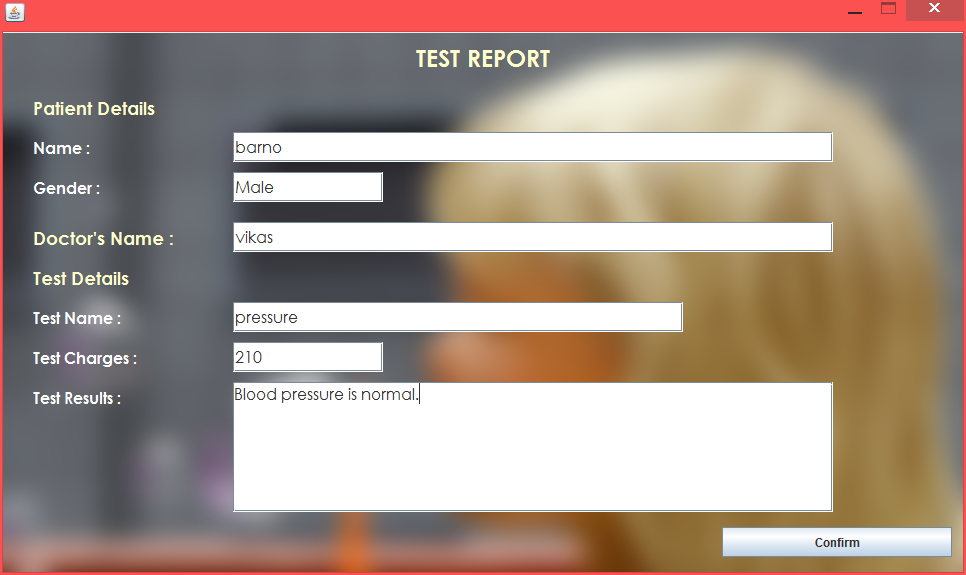 TEST REPORT
Patient Details
Name : barno
Gender : Male
Doctor's Name : vikas
Test Details
Test Name : pressure
Test Charges : 210
Test Results : Blood pressure is normal.
Confirm